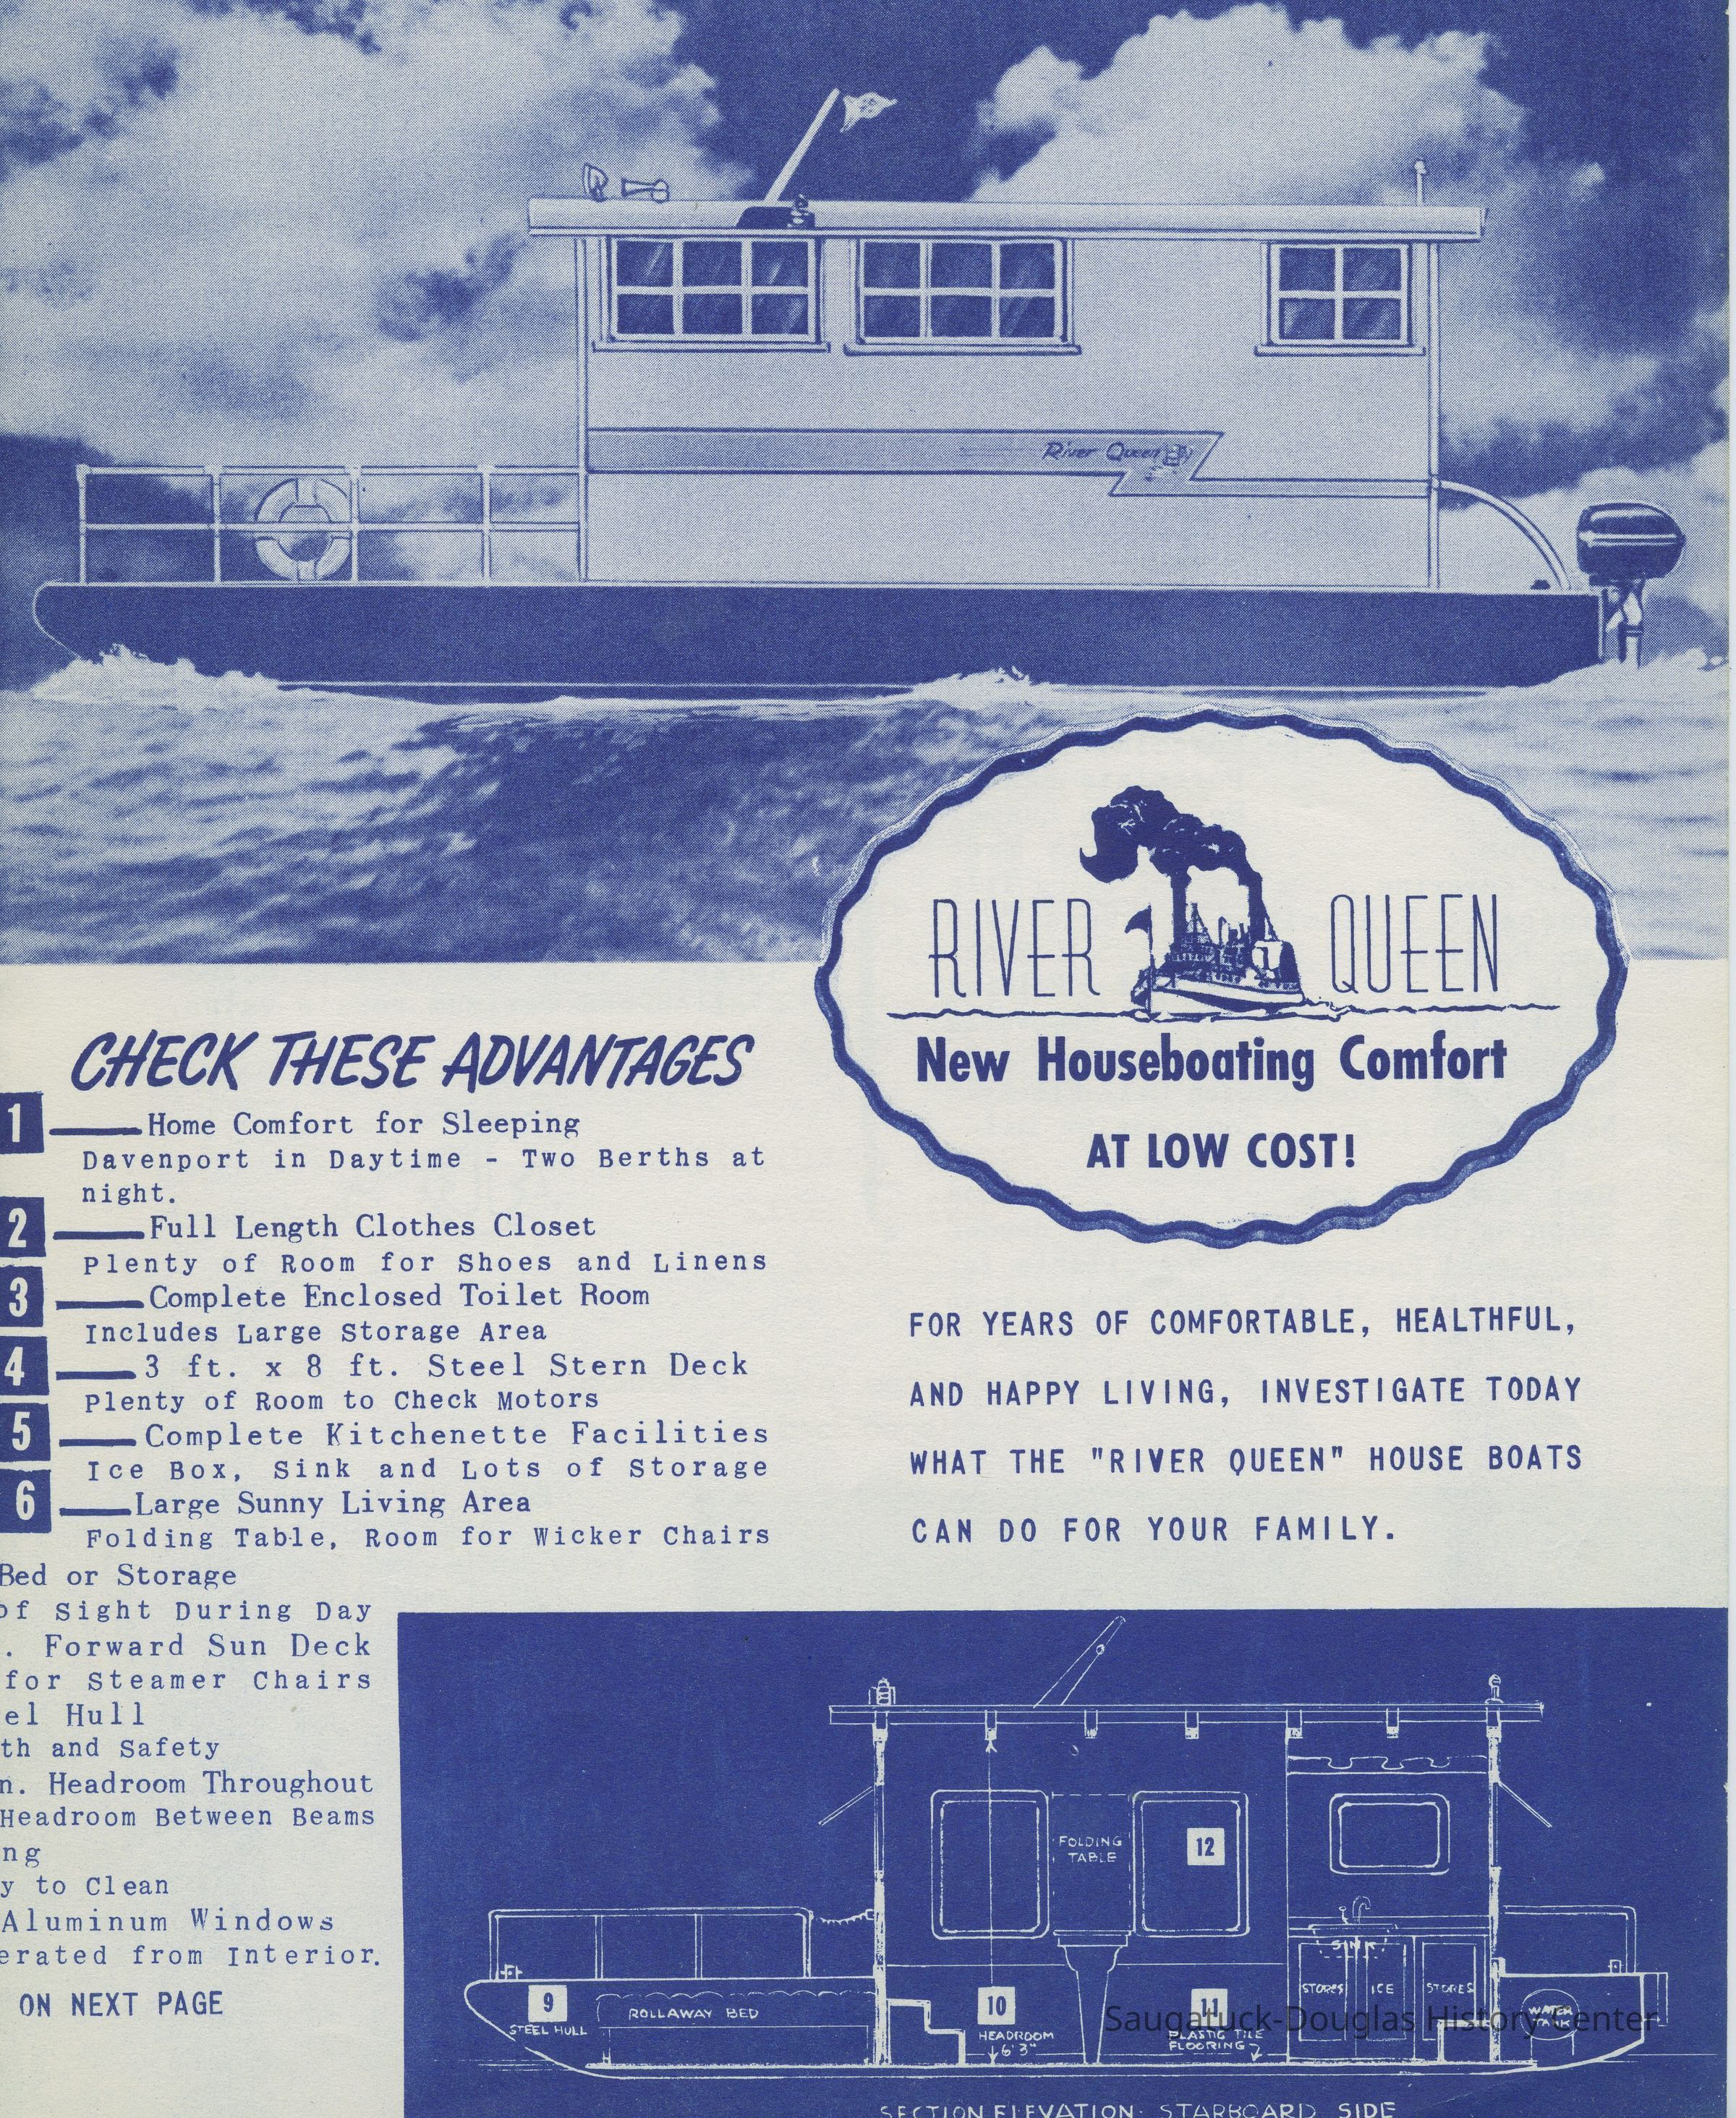 River Queen
RIVER QUEEN
New Houseboating Comfort
AT LOW COST!
CHECK THESE ADVANTAGES
1 Home Comfort for Sleeping
Davenport in Daytime - Two Berths at
night.
2 Full Length Clothes Closet
Plenty of Room for Shoes and Linens
3 Complete Enclosed Toilet Room
Includes Large Storage Area
4 3 ft. x 8 ft. Steel Stern Deck
Plenty of Room to Check Motors
5 Complete Kitchenette Facilities
Ice Box, Sink and Lots of Storage
6 Large Sunny Living Area
Folding Table, Room for Wicker Chairs
Bed or Storage
of Sight During Day
. Forward Sun Deck
for Steamer Chairs
el Hull
th and Safety
n. Headroom Throughout
Headroom Between Beams
ng
y to Clean
Aluminum Windows
erated from Interior.
ON NEXT PAGE
FOR YEARS OF COMFORTABLE, HEALTHFUL,
AND HAPPY LIVING, INVESTIGATE TODAY
WHAT THE "RIVER QUEEN" HOUSE BOATS
CAN DO FOR YOUR FAMILY.
FOLDING
TABLE
12
SINK
STORES
ICE
STORES
WATER
TANK
9
STEEL HULL
ROLLAWAY BED
10
HEADROOM
6'3"
11
PLASTIC TILE
FLOORING
Saugatuck-Douglas History Center
SECTION ELEVATION: STARBOARD SIDE